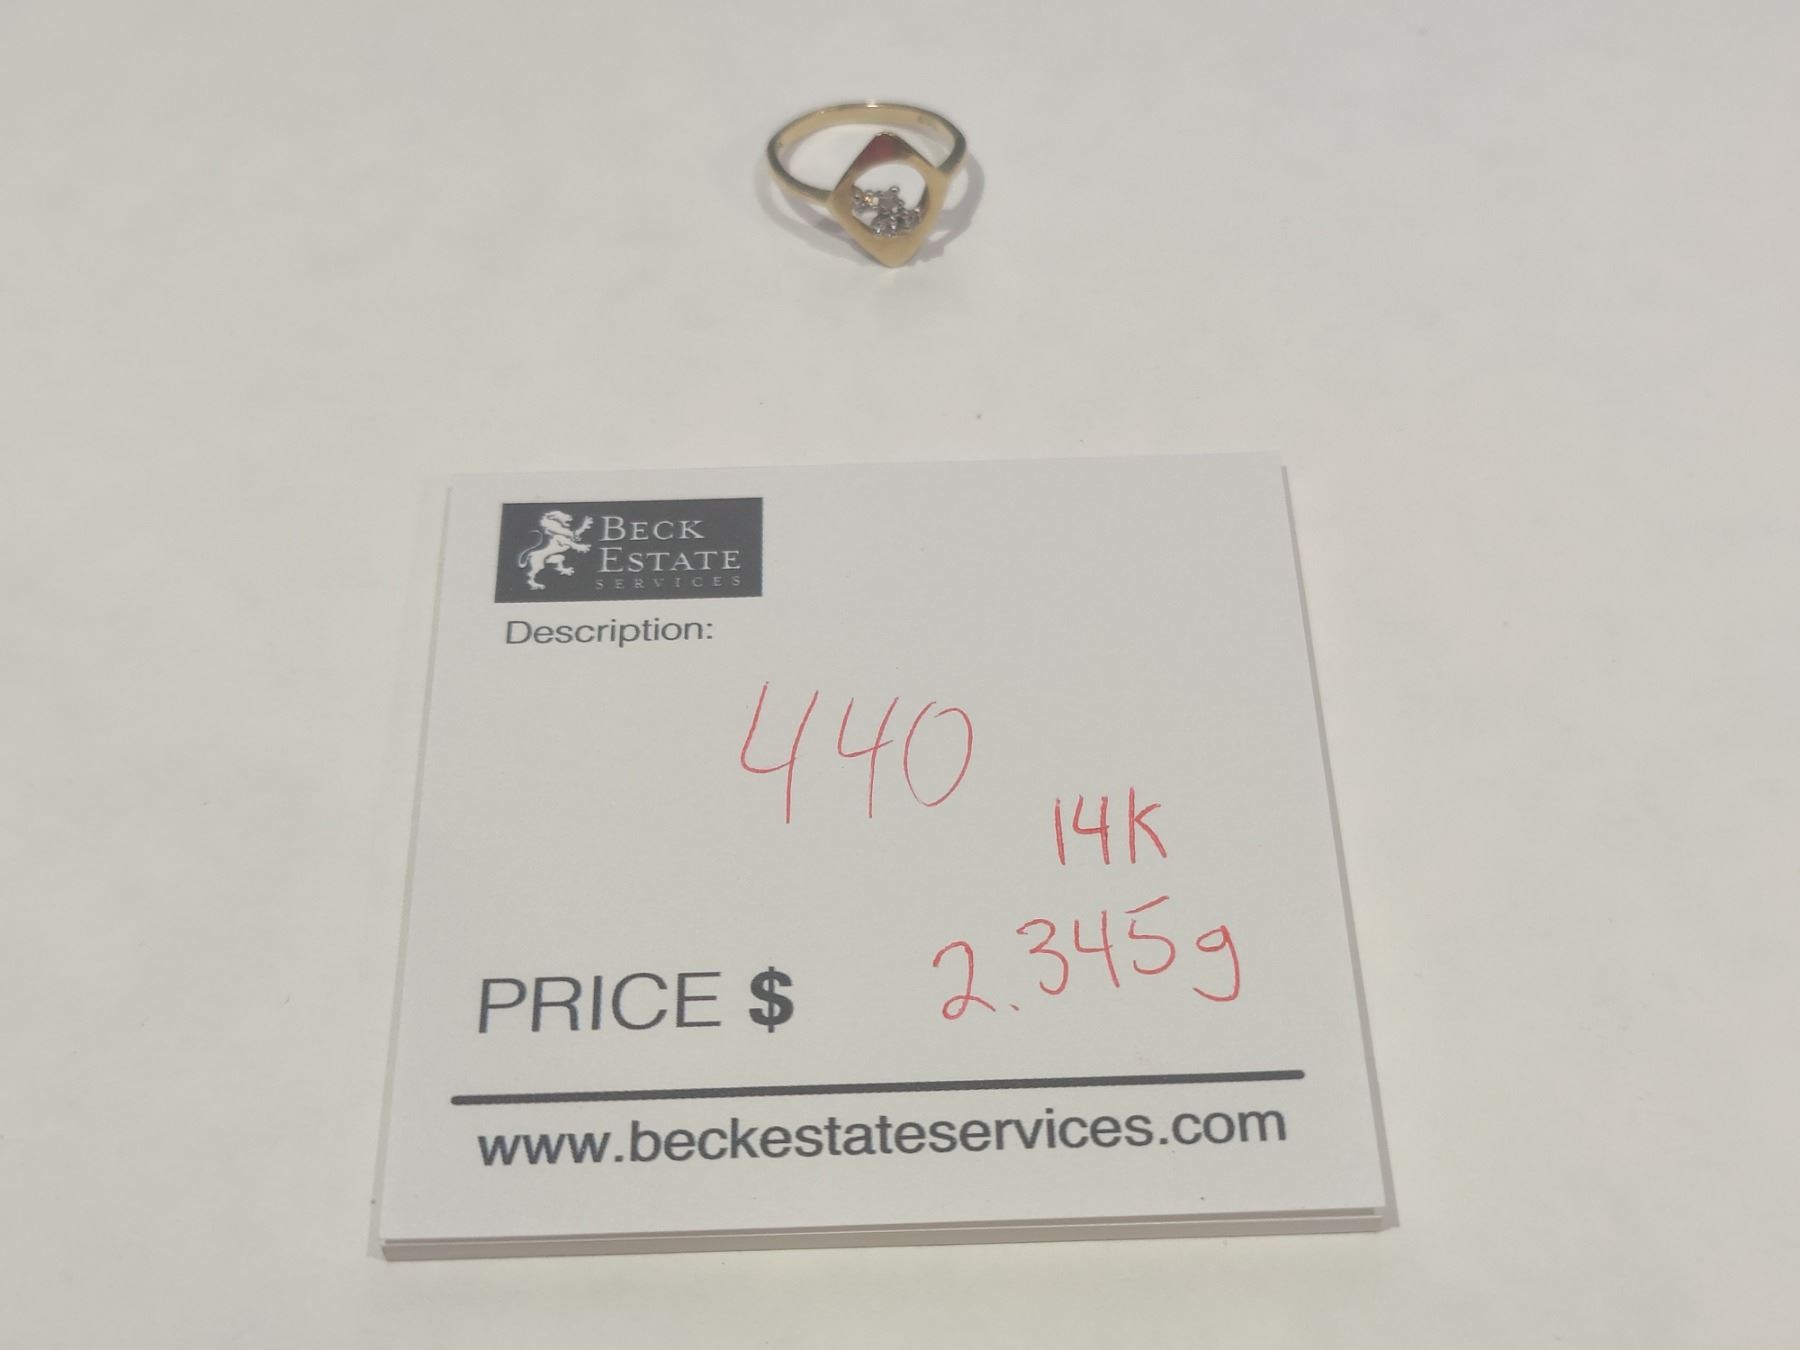 BECK
ESTATE
SERVICES
Description:
440
14K
2.345g
PRICE $
www.beckestateservices.com